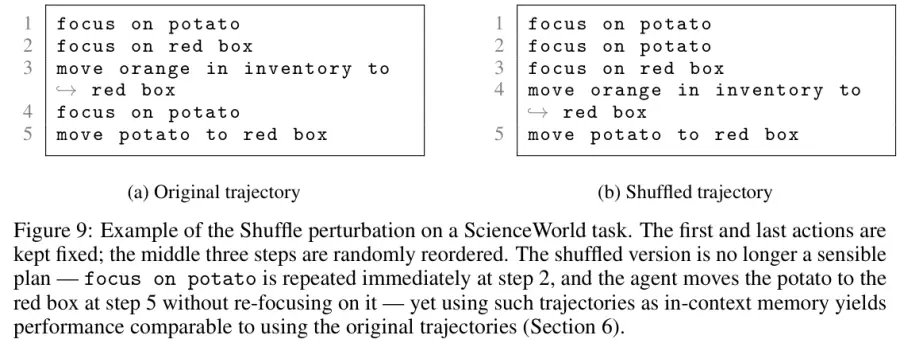 1 focus on potato
2 focus on red box
3 move orange in inventory to
↪ red box
4 focus on potato
5 move potato to red box
(a) Original trajectory
1 focus on potato
2 focus on potato
3 focus on red box
4 move orange in inventory to
↪ red box
5 move potato to red box
(b) Shuffled trajectory
Figure 9: Example of the Shuffle perturbation on a ScienceWorld task. The first and last actions are
kept fixed; the middle three steps are randomly reordered. The shuffled version is no longer a sensible
plan — focus on potato is repeated immediately at step 2, and the agent moves the potato to the
red box at step 5 without re-focusing on it — yet using such trajectories as in-context memory yields
performance comparable to using the original trajectories (Section 6).